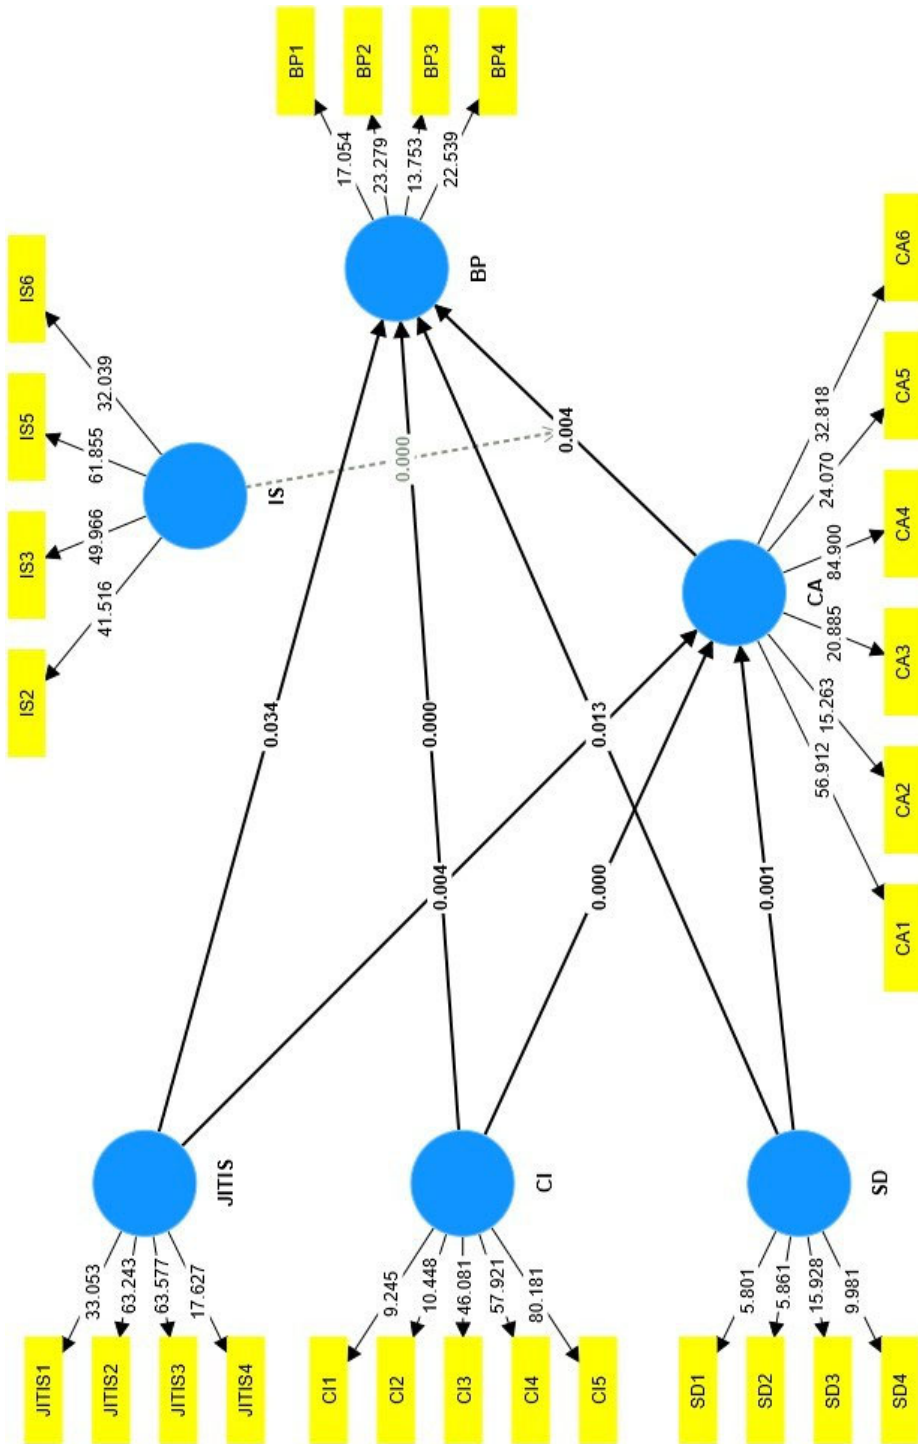 IS2
IS3
IS5
IS6
41.516
49.966
61.855
32.039
IS
JITIS1
JITIS2
JITIS3
JITIS4
33.053
63.243
63.577
17.627
JITIS
0.034
0.000
BP1
BP2
BP3
BP4
17.054
23.279
13.753
22.539
BP
CI1
CI2
CI3
CI4
CI5
9.245
10.448
46.081
57.921
80.181
CI
0.004
0.000
0.004
0.000
0.013
SD1
SD2
SD3
SD4
5.801
5.861
15.928
9.981
SD
0.001
CA
56.912
15.263
20.885
84.900
24.070
32.818
CA1
CA2
CA3
CA4
CA5
CA6